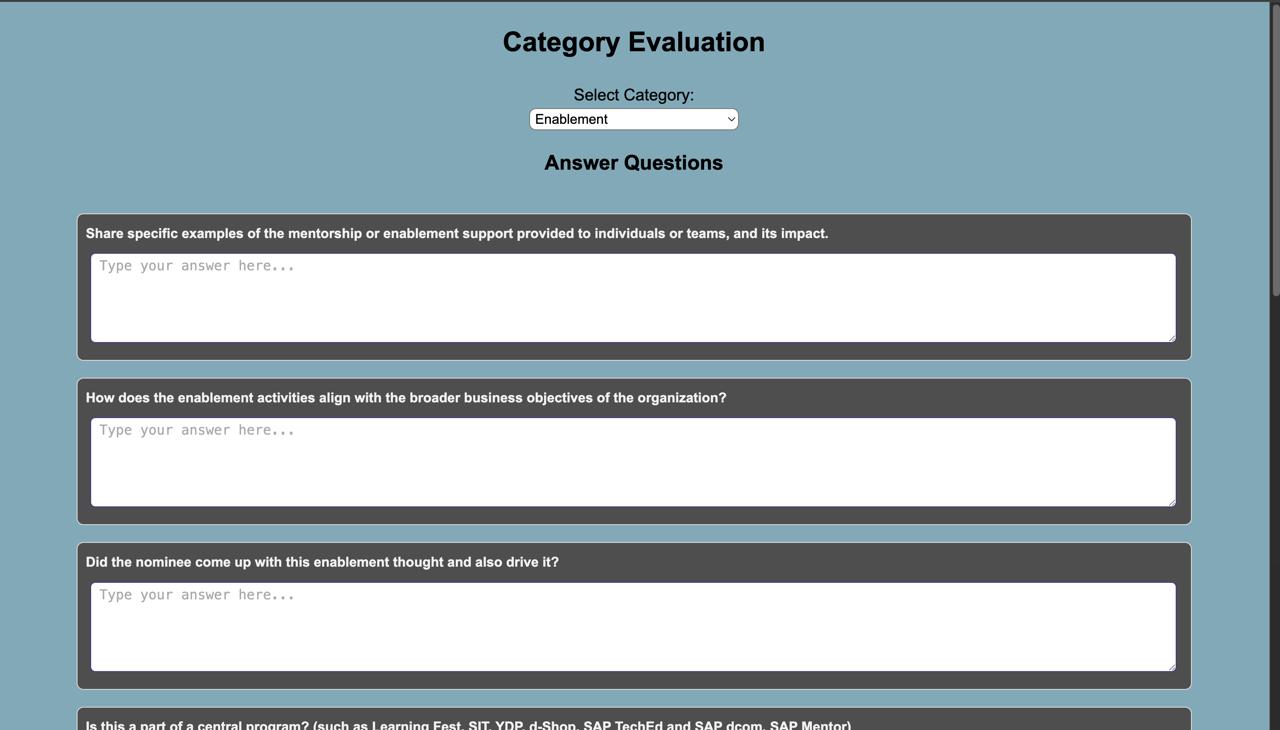 Category Evaluation
Select Category:
Enablement
Answer Questions
Share specific examples of the mentorship or enablement support provided to individuals or teams, and its impact.
Type your answer here...
How does the enablement activities align with the broader business objectives of the organization?
Type your answer here...
Did the nominee come up with this enablement thought and also drive it?
Type your answer here...
Is this a part of a central program? (such as Learning Fest, SIT, YDP, d-Shop, SAP TechEd and SAP dcom, SAP Mentor)